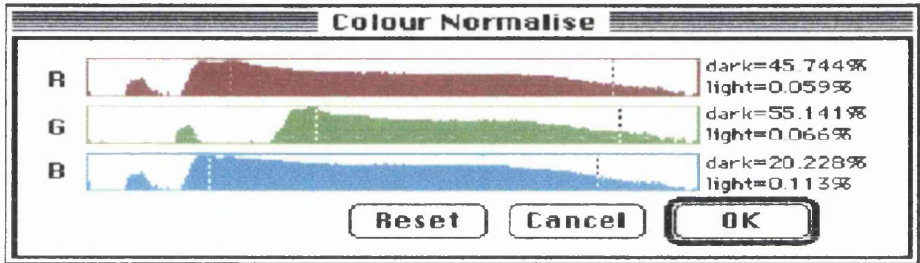 Colour Normalise
R
dark=45.744%
light=0.059%
G
dark=55.141%
light=0.066%
B
dark=20.228%
light=0.113%
Reset Cancel OK